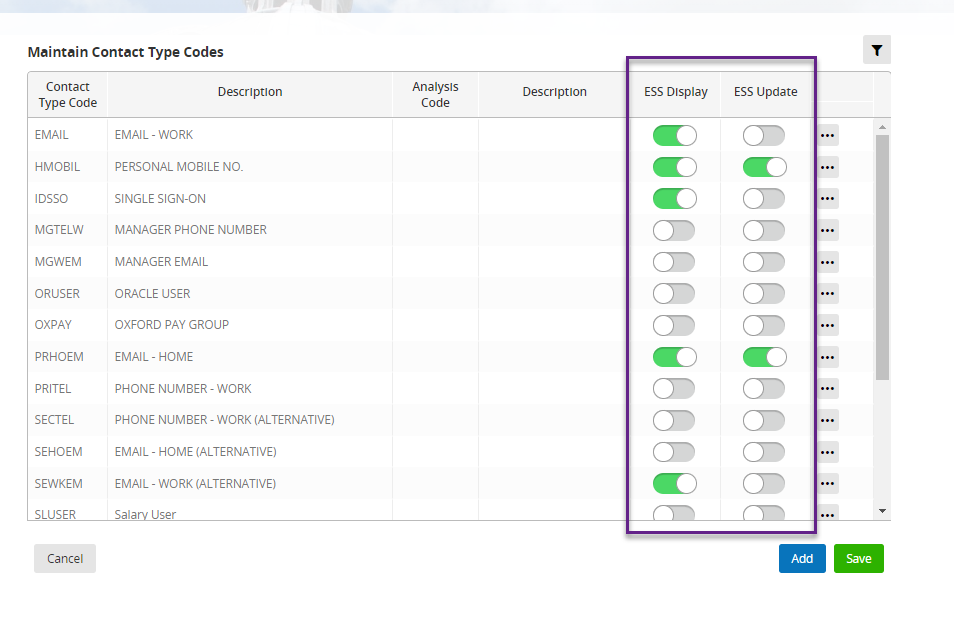 Maintain Contact Type Codes
Contact Type Code Description Analysis Code Description ESS Display ESS Update
EMAIL EMAIL - WORK
HMOBIL PERSONAL MOBILE NO.
IDSSO SINGLE SIGN-ON
MGTELW MANAGER PHONE NUMBER
MGWEM MANAGER EMAIL
ORUSER ORACLE USER
OXPAY OXFORD PAY GROUP
PRHOEM EMAIL - HOME
PRITEL PHONE NUMBER - WORK
SECTEL PHONE NUMBER - WORK (ALTERNATIVE)
SEHOEM EMAIL - HOME (ALTERNATIVE)
SEWKEM EMAIL - WORK (ALTERNATIVE)
SLUSER Salary User
Cancel Add Save